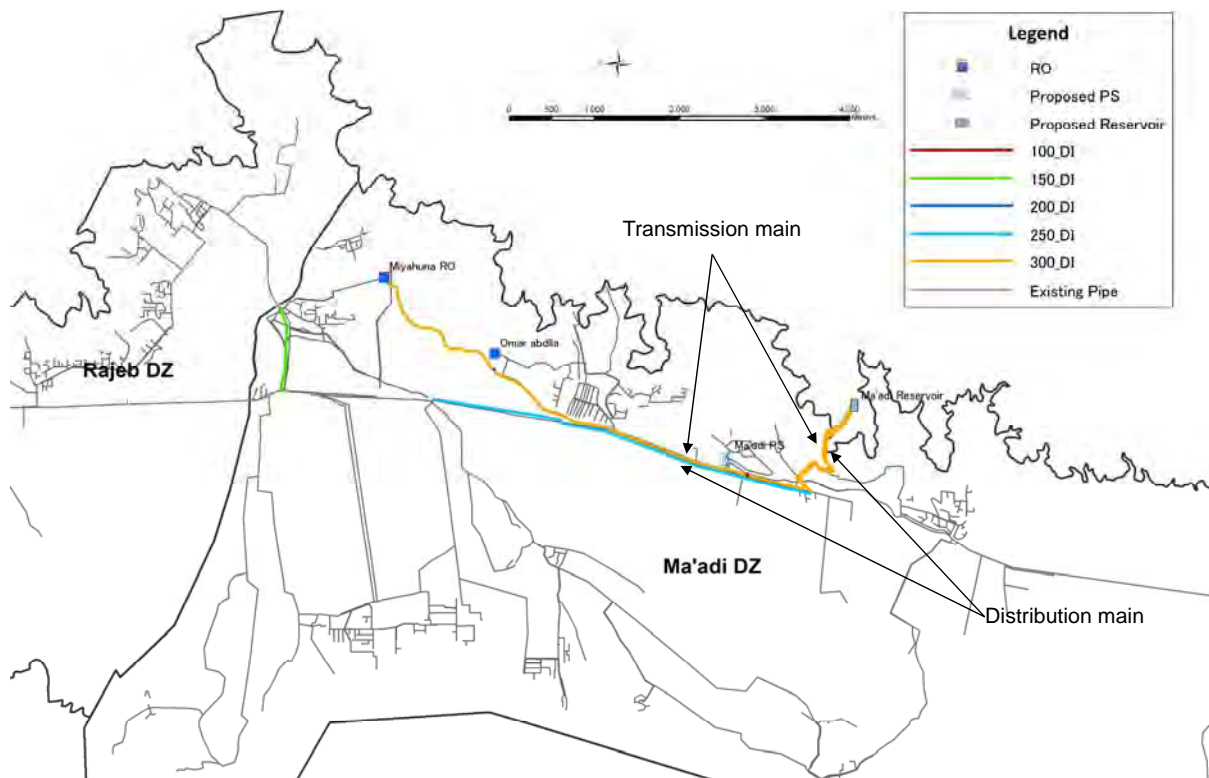 Legend
RO
Proposed PS
Proposed Reservoir
100_DI
150_DI
200_DI
250_DI
300_DI
Existing Pipe
0 500 1,000 2,000 3,000 4,000
Meters
Transmission main
Miyahuna RO
Omar abdlla
Rajeb DZ
Ma'adi Reservoir
Ma'adi PS
Ma'adi DZ
Distribution main